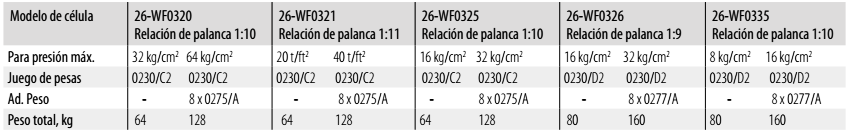 Modelo de célula 26-WF0320 26-WF0321 26-WF0325 26-WF0326 26-WF0335
Relación de palanca 1:10 Relación de palanca 1:11 Relación de palanca 1:10 Relación de palanca 1:9 Relación de palanca 1:10
Para presión máx. 32 kg/cm² 64 kg/cm² 20 t/ft² 40 t/ft² 16 kg/cm² 32 kg/cm² 16 kg/cm² 32 kg/cm² 8 kg/cm² 16 kg/cm²
Juego de pesas 0230/C2 0230/C2 0230/C2 0230/C2 0230/C2 0230/C2 0230/D2 0230/D2 0230/D2 0230/D2
Ad. Peso - 8 x 0275/A - 8 x 0275/A - 8 x 0275/A - 8 x 0277/A - 8 x 0277/A
Peso total, kg 64 128 64 128 64 128 80 160 80 160